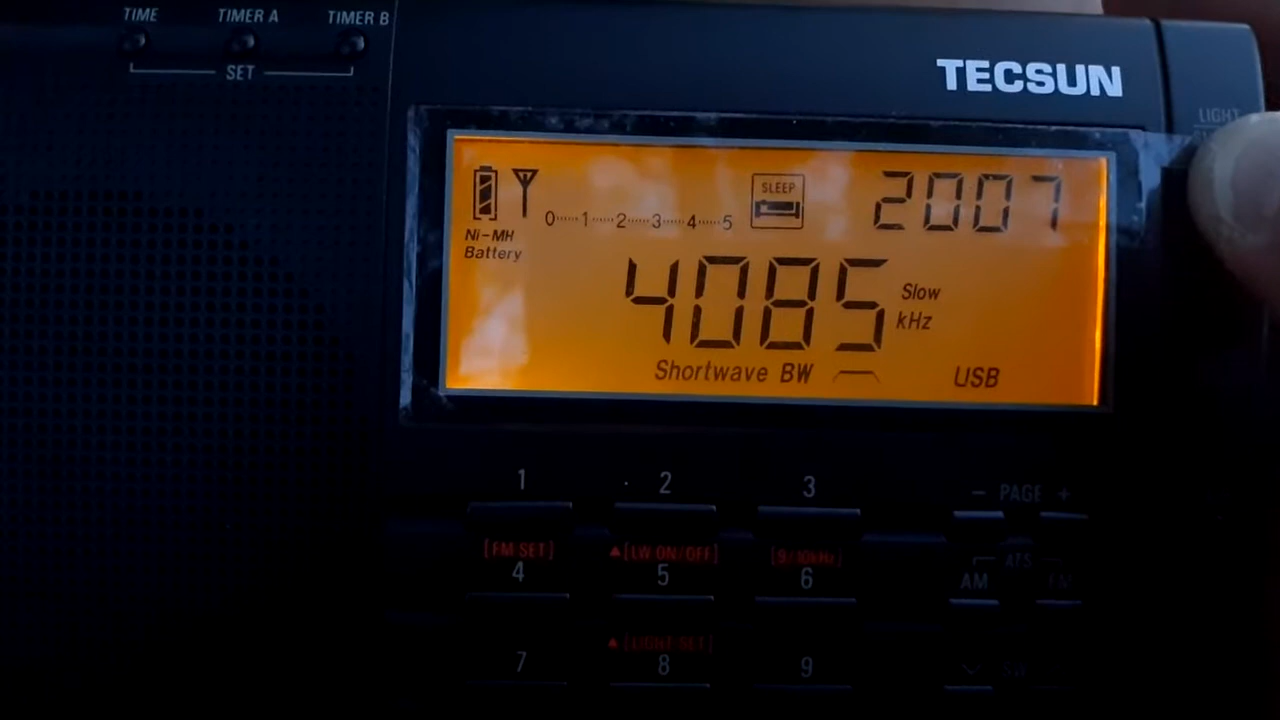 TIME TIMER A TIMER B
SET
TECSUN
LIGHT
SLEEP
2007
0 1 2 3 4 5
Ni-MH
Battery
4085
Slow
kHz
Shortwave BW
USB
1 2 3
- PAGE +
[FM SET] [LW ON/OFF] [9/10kHz]
4 5 6
ATS
AM FM
[LIGHT SET]
7 8 9
SW